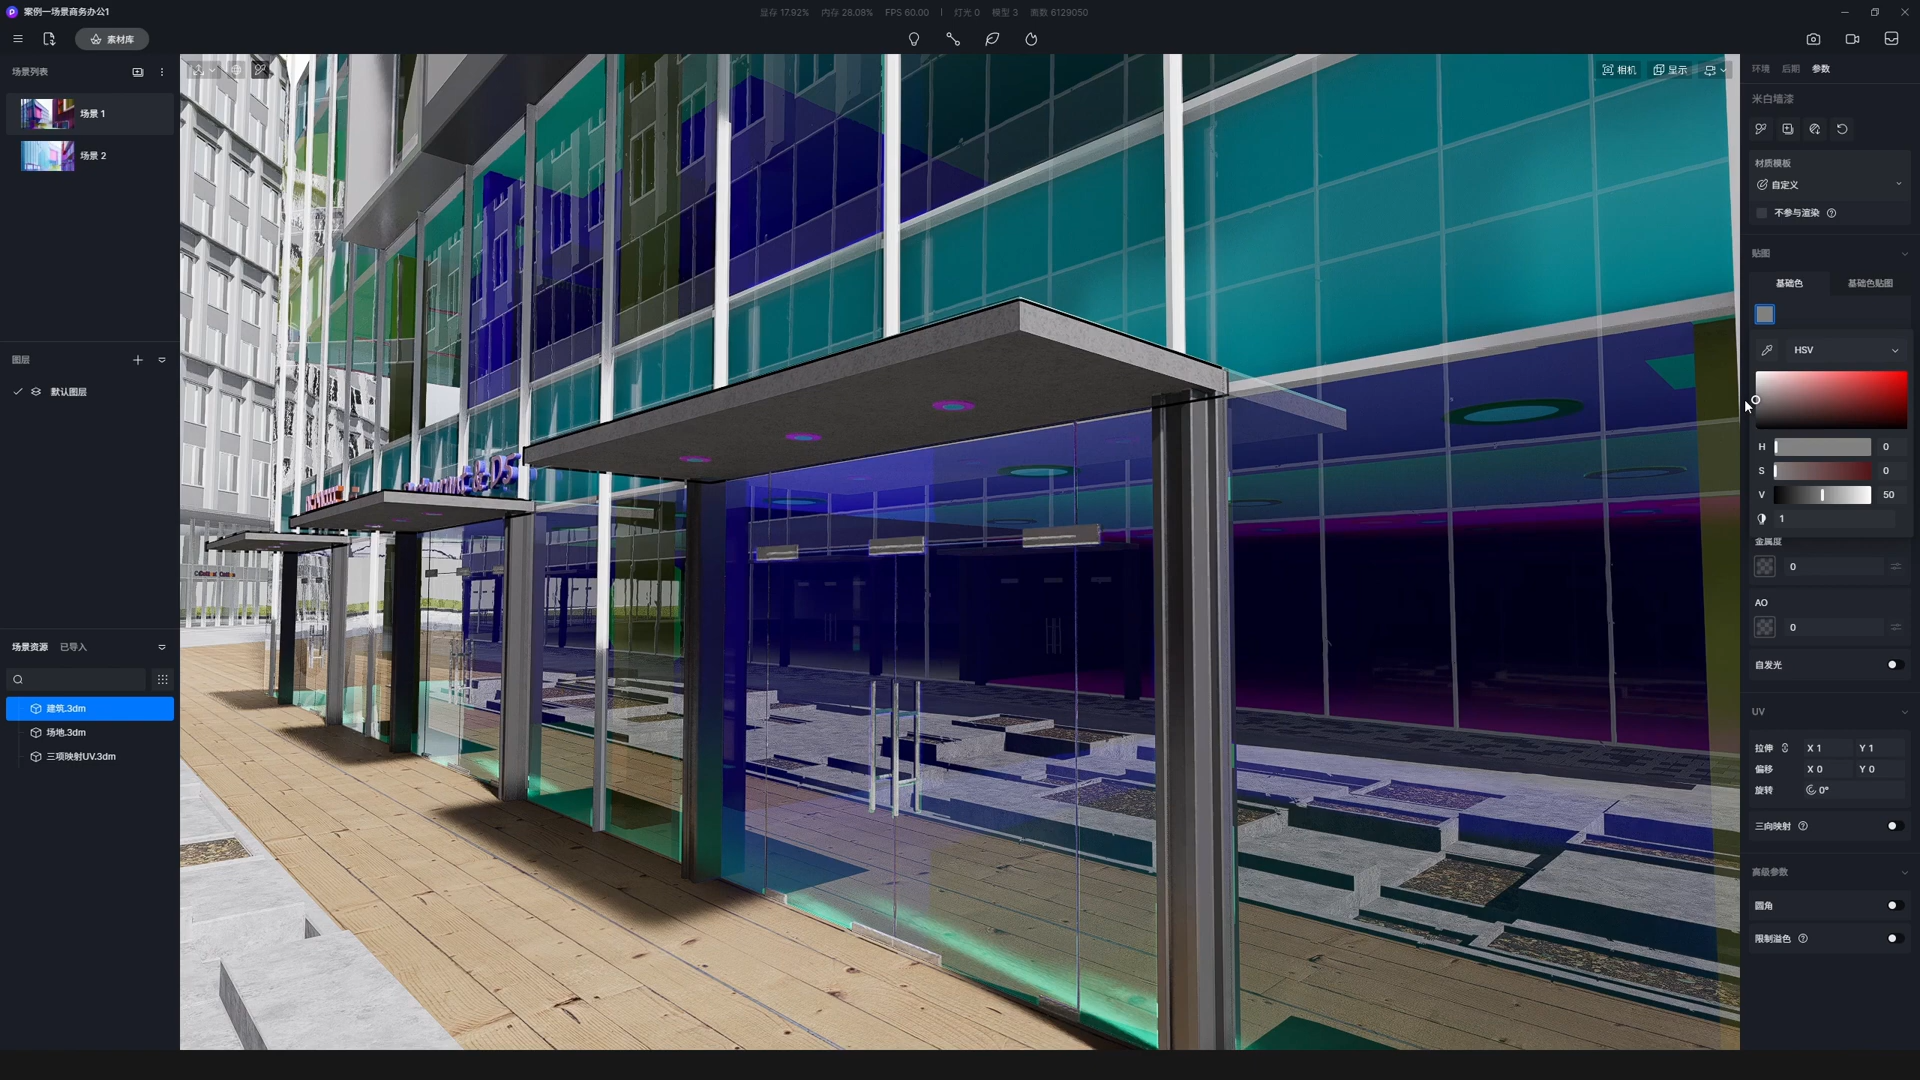 案例一场景商务办公1
显存 17.92% 内存 28.08% FPS 60.00 | 灯光 0 模型 3 面数 6129050
素材库
场景列表
场景 1
场景 2
图层
默认图层
场景资源 已导入
建筑.3dm
场地.3dm
三项映射UV.3dm
相机 显示
环境 后期 参数
米白墙漆
材质模板
自定义
不参与渲染
贴图
基础色 基础色贴图
HSV
H 0
S 0
V 50
1
金属度
0
AO
0
自发光
UV
拉伸 X 1 Y 1
偏移 X 0 Y 0
旋转 0°
三向映射
高级参数
圆角
限制溢色